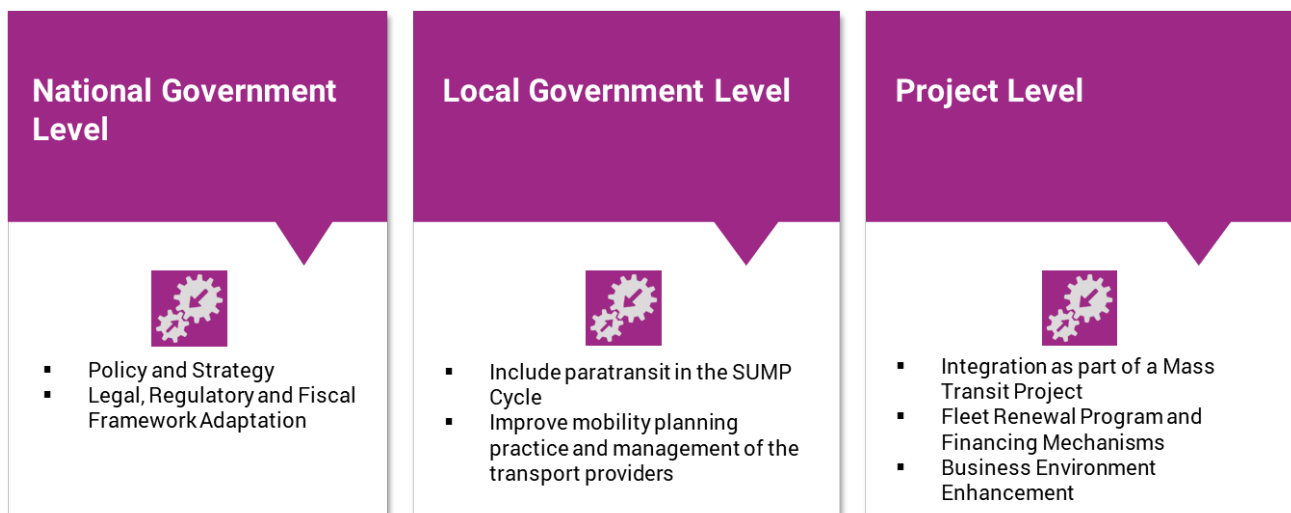 National Government
Level
▪ Policy and Strategy
▪ Legal, Regulatory and Fiscal
Framework Adaptation
Local Government Level
▪ Include paratransit in the SUMP
Cycle
▪ Improve mobility planning
practice and management of the
transport providers
Project Level
▪ Integration as part of a Mass
Transit Project
▪ Fleet Renewal Program and
Financing Mechanisms
▪ Business Environment
Enhancement